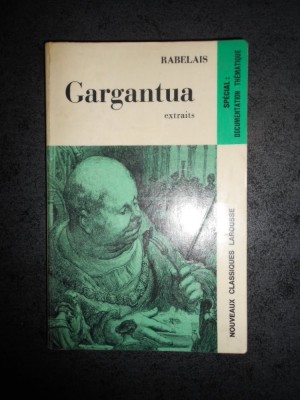 RABELAIS
Gargantua
extraits
SPÉCIAL :
DOCUMENTATION THÉMATIQUE
NOUVEAUX CLASSIQUES LAROUSSE